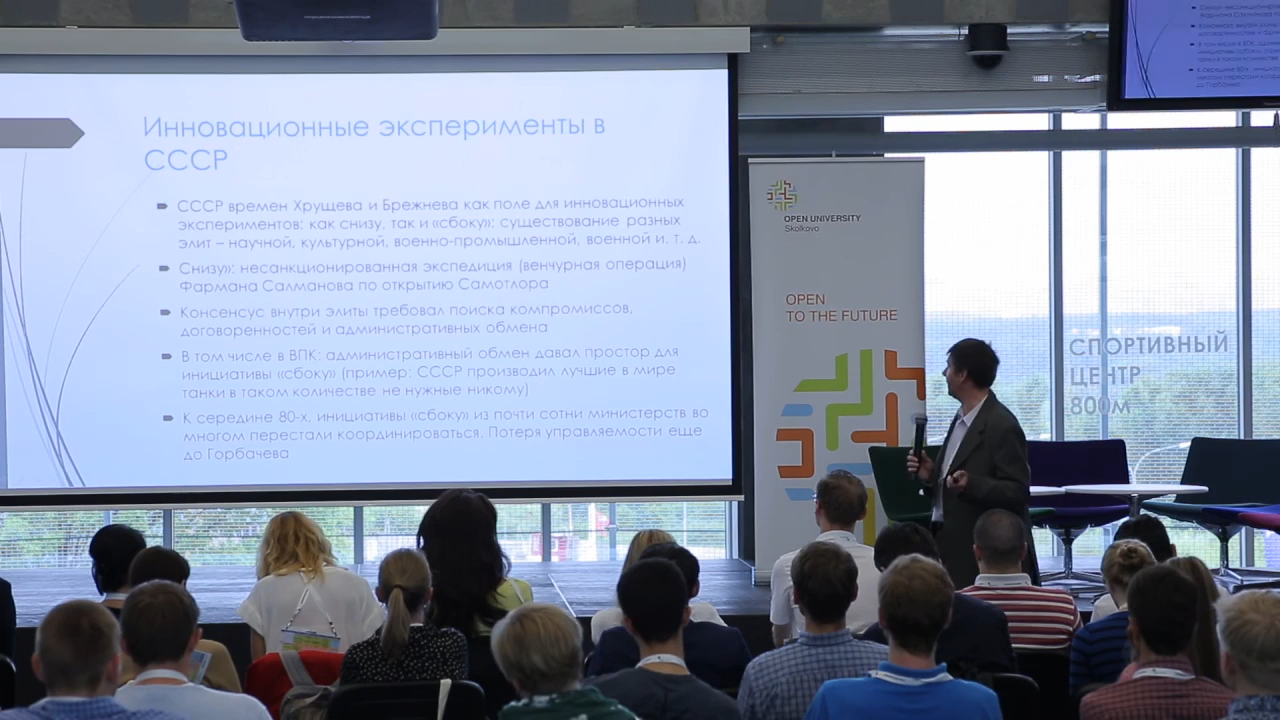 Инновационные эксперименты в
СССР
СССР времен Хрущева и Брежнева как поле для инновационных
экспериментов: как снизу, так и «сбоку»: существование разных
элит – научной, культурной, военно-промышленной, военной и. т. д.
Снизу»: несанкционированная экспедиция (венчурная операция)
Фармана Салманова по открытию Самотлора
Консенсус внутри элиты требовал поиска компромиссов,
договоренностей и административных обмена
В том числе в ВПК: административный обмен давал простор для
инициативы «сбоку» (пример: СССР производил лучшие в мире
танки в таком количестве не нужные никому)
К середине 80-х, инициативы «сбоку» и сотни министерств во
многом перестали координироваться. Потеря управляемости еще
до Горбачева
OPEN UNIVERSITY
Skolkovo
OPEN
TO THE FUTURE
СПОРТИВНЫЙ
ЦЕНТР
800м